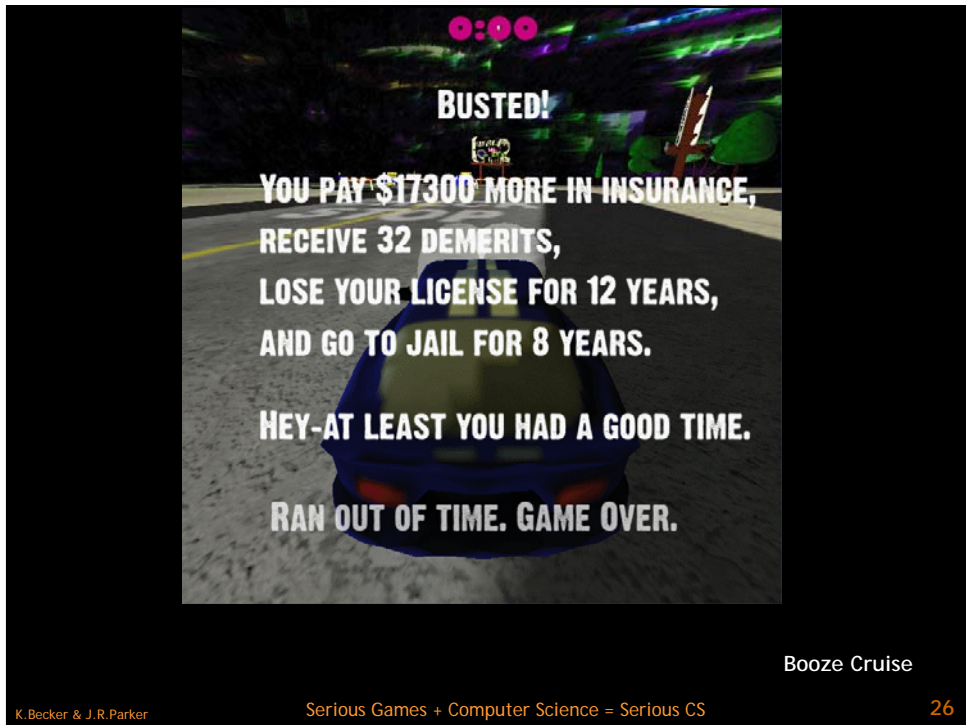 0:00
BUSTED!
YOU PAY $17300 MORE IN INSURANCE,
RECEIVE 32 DEMERITS,
LOSE YOUR LICENSE FOR 12 YEARS,
AND GO TO JAIL FOR 8 YEARS.
HEY-AT LEAST YOU HAD A GOOD TIME.
RAN OUT OF TIME. GAME OVER.
STOP
Booze Cruise
K.Becker & J.R.Parker
Serious Games + Computer Science = Serious CS
26